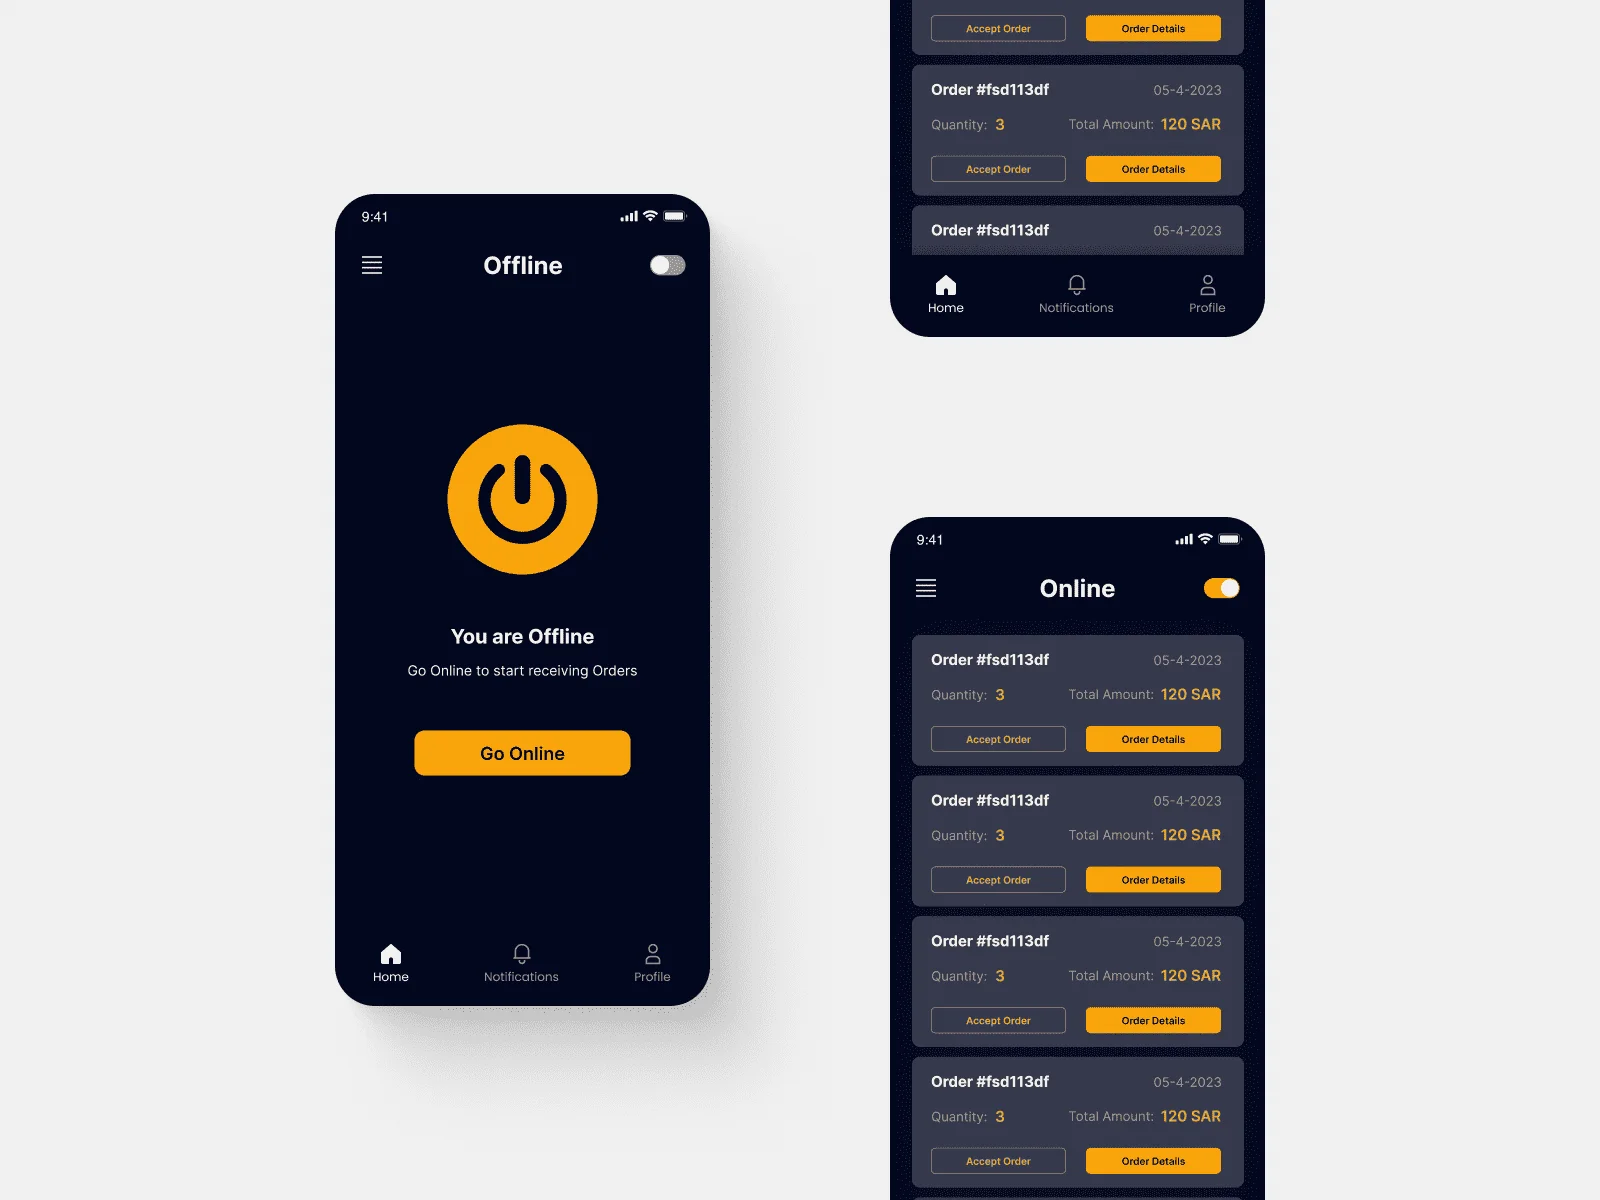 9:41
Offline
You are Offline
Go Online to start receiving Orders
Go Online
Home Notifications Profile
Accept Order Order Details
Order #fsd113df 05-4-2023
Quantity: 3 Total Amount: 120 SAR
Accept Order Order Details
Order #fsd113df 05-4-2023
Home Notifications Profile
9:41
Online
Order #fsd113df 05-4-2023
Quantity: 3 Total Amount: 120 SAR
Accept Order Order Details
Order #fsd113df 05-4-2023
Quantity: 3 Total Amount: 120 SAR
Accept Order Order Details
Order #fsd113df 05-4-2023
Quantity: 3 Total Amount: 120 SAR
Accept Order Order Details
Order #fsd113df 05-4-2023
Quantity: 3 Total Amount: 120 SAR
Accept Order Order Details